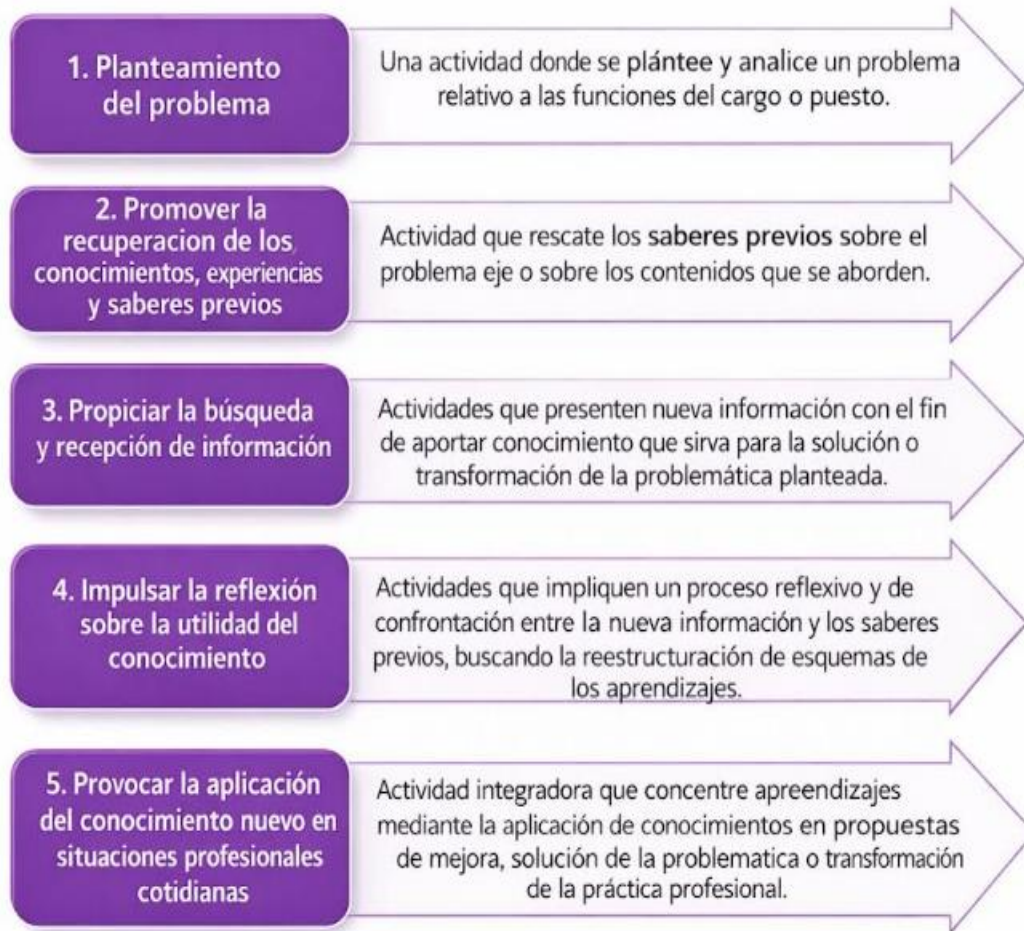 1. Planteamiento
del problema
Una actividad donde se plántee y analice un problema
relativo a las funciones del cargo o puesto.
2. Promover la
recuperacion de los
conocimientos, experiencias
y saberes previos
Actividad que rescate los saberes previos sobre el
problema eje o sobre los contenidos que se aborden.
3. Propiciar la búsqueda
y recepción de información
Actividades que presenten nueva información con el fin
de aportar conocimiento que sirva para la solución o
transformación de la problemática planteada.
4. Impulsar la reflexión
sobre la utilidad del
conocimiento
Actividades que impliquen un proceso reflexivo y de
confrontación entre la nueva información y los saberes
previos, buscando la reestructuración de esquemas de
los aprendizajes.
5. Provocar la aplicación
del conocimiento nuevo en
situaciones profesionales
cotidianas
Actividad integradora que concentre apreendizajes
mediante la aplicación de conocimientos en propuestas
de mejora, solución de la problematica o transformación
de la práctica profesional.